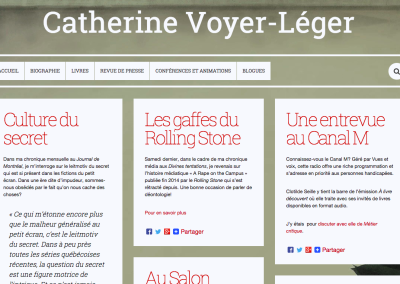 Catherine Voyer-Léger
ACCUEIL
BIOGRAPHIE
LIVRES
REVUE DE PRESSE
CONFÉRENCES ET ANIMATIONS
BLOGUES
Culture du
secret
Dans ma chronique mensuelle au Journal de
Montréal, je m'interroge sur le leitmotiv du secret
qui est si présent dans les fictions du petit
écran. Dans une ère dite d'impudeur, sommes-
nous obsédés par le fait qu'on nous cache des
choses?
« Ce qui m'étonne encore plus
que le malheur généralisé au
petit écran, c'est le leitmotiv
du secret. Dans à peu près
toutes les séries québécoises
récentes, la question du secret
est une figure motrice de
l'intrigue. Et ce n'est jamais
Les gaffes du
Rolling Stone
Samedi dernier, dans le cadre de ma chronique
média aux Divines tentations, je revenais sur
l'histoire médiatique « A Rape on the Campus »
publiée fin 2014 par le Rolling Stone qui s'est
rétracté depuis. Une bonne occasion de parler de
déontologie!
Pour en savoir plus
Partager
Au Salon
Une entrevue
au Canal M
Connaissez-vous le Canal M? Géré par Vues et
voix, cette radio offre une riche programmation et
s'adresse en priorité aux personnes handicapées.
Clotilde Seille y tient la barre de l'émission À livre
découvert où elle traite avec ses invités de livres
disponibles en format audio.
J'y étais pour discuter avec elle de Métier
critique.
Partager